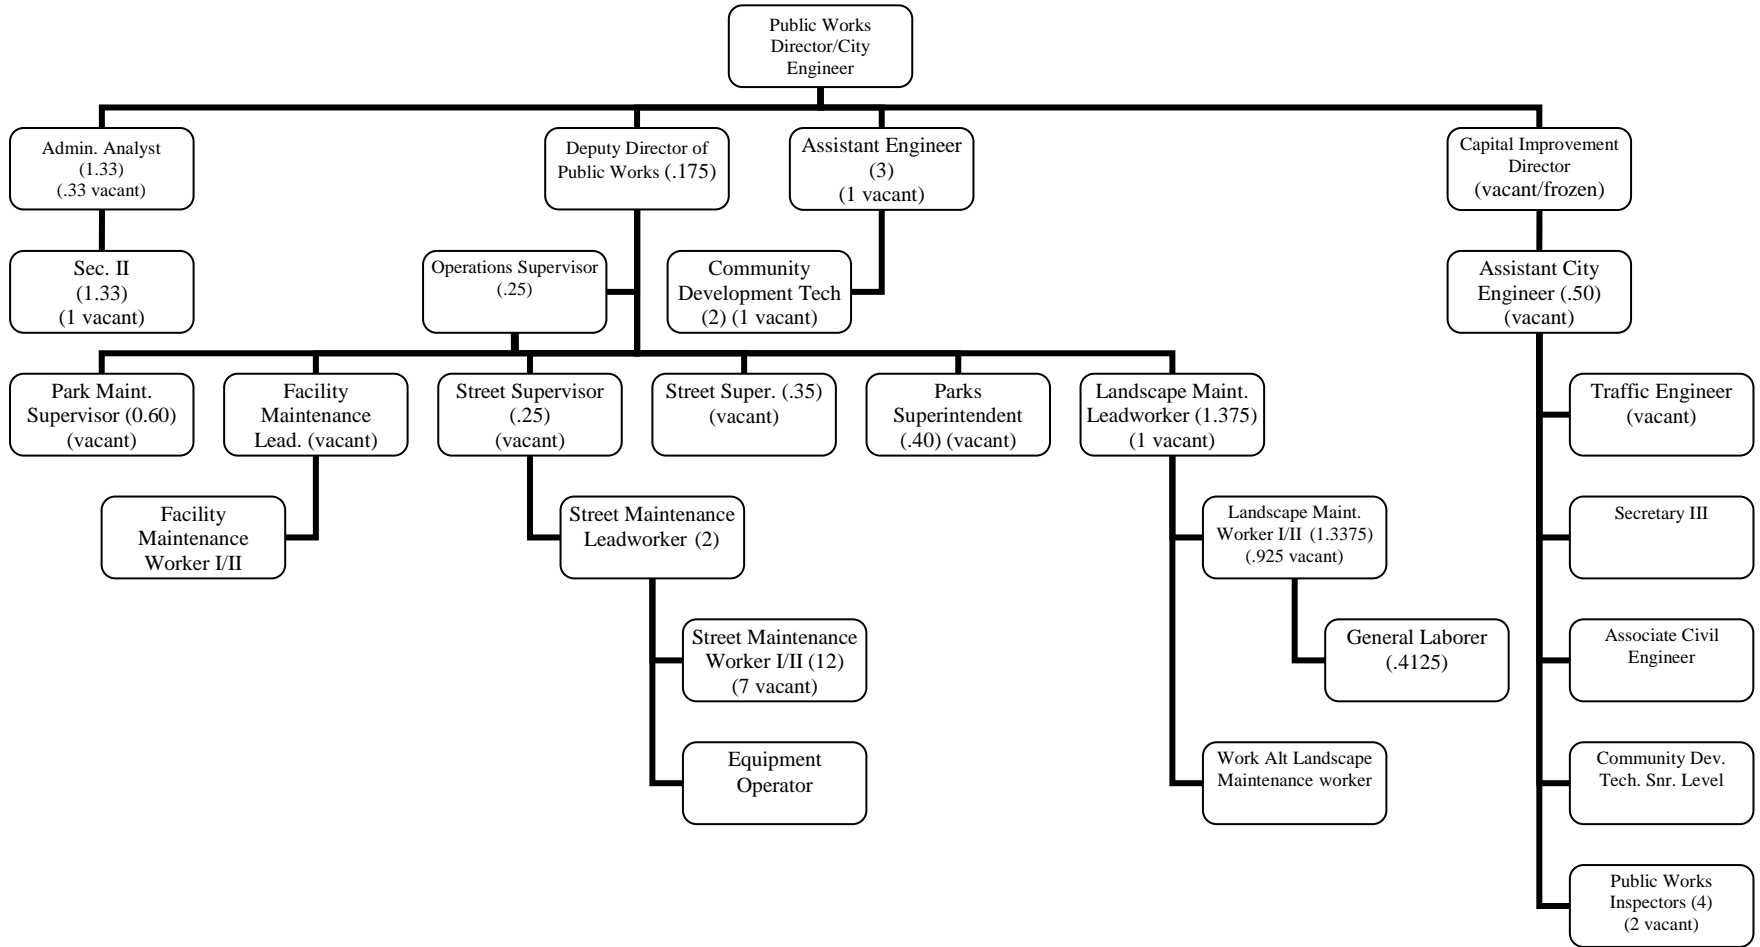 Public Works
Director/City
Engineer
Admin. Analyst
(1.33)
(.33 vacant)
Deputy Director of
Public Works (.175)
Assistant Engineer
(3)
(1 vacant)
Capital Improvement
Director
(vacant/frozen)
Sec. II
(1.33)
(1 vacant)
Operations Supervisor
(.25)
Community
Development Tech
(2) (1 vacant)
Assistant City
Engineer (.50)
(vacant)
Park Maint.
Supervisor (0.60)
(vacant)
Facility
Maintenance
Lead. (vacant)
Street Supervisor
(.25)
(vacant)
Street Super. (.35)
(vacant)
Parks
Superintendent
(.40) (vacant)
Landscape Maint.
Leadworker (1.375)
(1 vacant)
Traffic Engineer
(vacant)
Facility
Maintenance
Worker I/II
Street Maintenance
Leadworker (2)
Landscape Maint.
Worker I/II (1.3375)
(.925 vacant)
Secretary III
Street Maintenance
Worker I/II (12)
(7 vacant)
General Laborer
(.4125)
Associate Civil
Engineer
Equipment
Operator
Work Alt Landscape
Maintenance worker
Community Dev.
Tech. Snr. Level
Public Works
Inspectors (4)
(2 vacant)